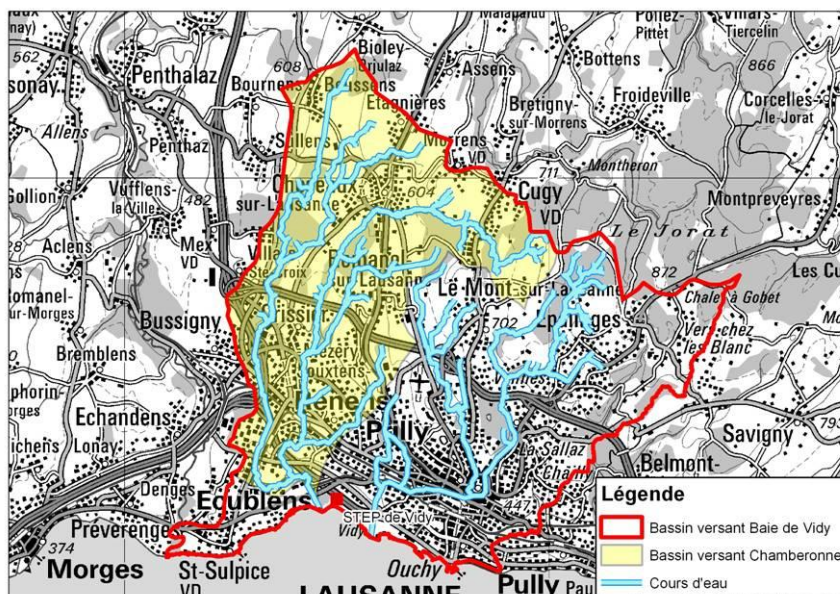 Bioley
Orjulaz
562
Penthalaz
608
Bournens
Boussens
Assens
Bottens
Poliez-
Pittet
Villars-
Tiercelin
866
Etagnières
Bretigny-
sur-Morrens
Froideville
Corcelles-
/le-Jorat
Allens
Penthaz
Sullens
Morrens
VD
711
Montheron
Gollion
Vufflens-
la-Ville
482
Cheseaux
sur-Lausanne
604
Cugy
VD
Montpreveyres
Le Jorat
Aclens
Mex
VD
Romanel
sur Lausanne
Le Mont-sur-Lausanne
872
Chalet à Gobet
Les Cu
Romanel-
sur-Morges
Bussigny
Crissier
702
Epalinges
Vers-chez
les Blanc
Bremblens
Echandens
Renens
Prilly
Vennes
Lonay
La Sallaz
Savigny
Belmont-
Denges
Ecublens
447
Préverenges
STEP de Vidy
Vidy
374
Morges
St-Sulpice
VD
Ouchy
LAUSANNE
Pully
Légende
Bassin versant Baie de Vidy
Bassin versant Chamberonne
Cours d'eau